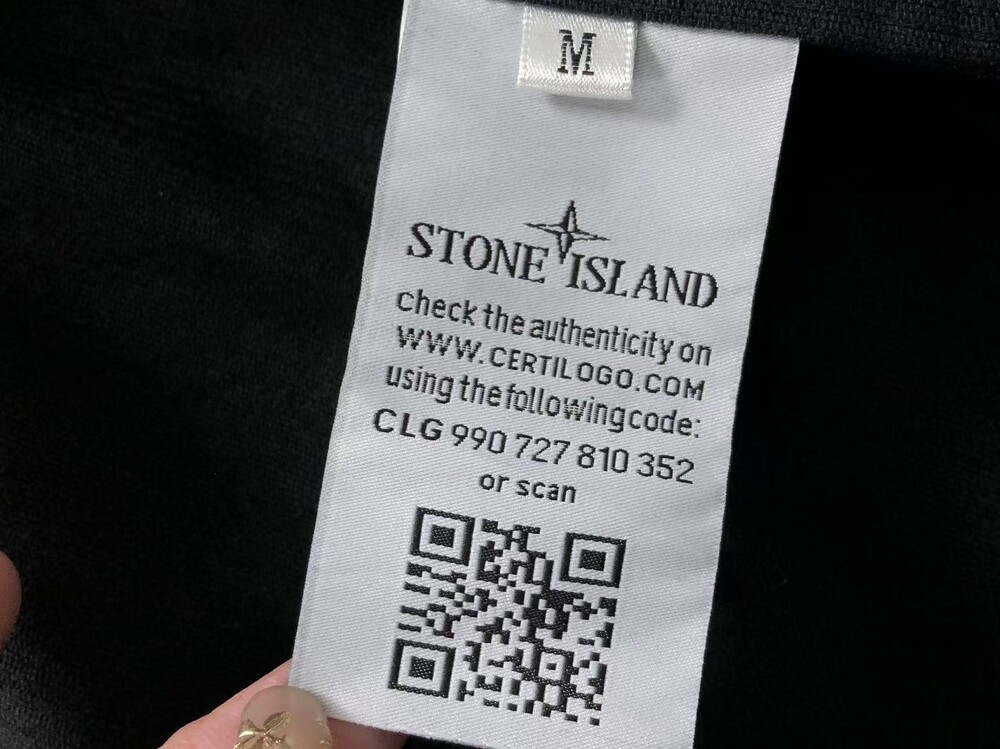 M
STONE ISLAND
check the authenticity on
WWW.CERTILOGO.COM
using the following code:
CLG 990 727 810 352
or scan